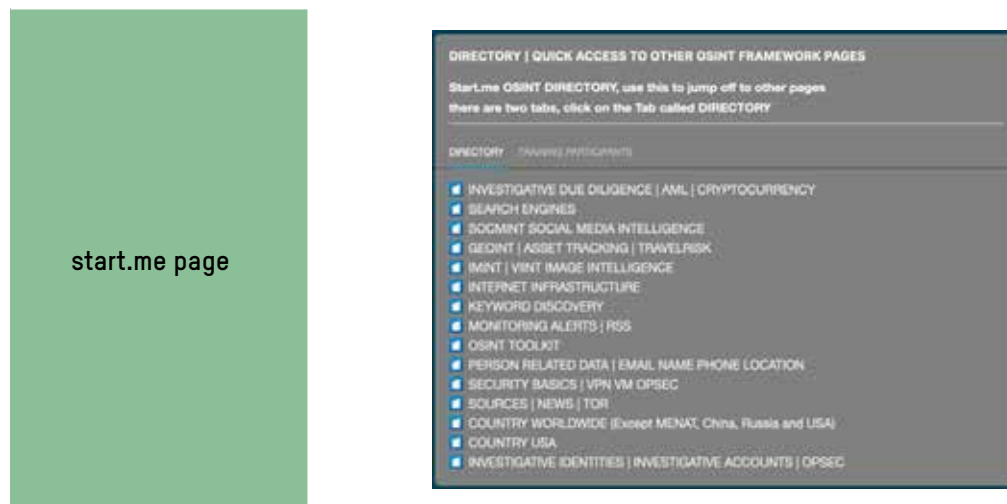 start.me page
DIRECTORY | QUICK ACCESS TO OTHER OSINT FRAMEWORK PAGES
Start.me OSINT DIRECTORY, use this to jump off to other pages
there are two tabs, click on the Tab called DIRECTORY
DIRECTORY TRAINING PARTICIPANTS
INVESTIGATIVE DUE DILIGENCE | AML | CRYPTOCURRENCY
SEARCH ENGINES
SOCMINT SOCIAL MEDIA INTELLIGENCE
GEOINT | ASSET TRACKING | TRAVELRISK
IMINT | VIINT IMAGE INTELLIGENCE
INTERNET INFRASTRUCTURE
KEYWORD DISCOVERY
MONITORING ALERTS | RSS
OSINT TOOLKIT
PERSON RELATED DATA | EMAIL NAME PHONE LOCATION
SECURITY BASICS | VPN VM OPSEC
SOURCES | NEWS | TOR
COUNTRY WORLDWIDE (Except MENAT, China, Russia and USA)
COUNTRY USA
INVESTIGATIVE IDENTITIES | INVESTIGATIVE ACCOUNTS | OPSEC